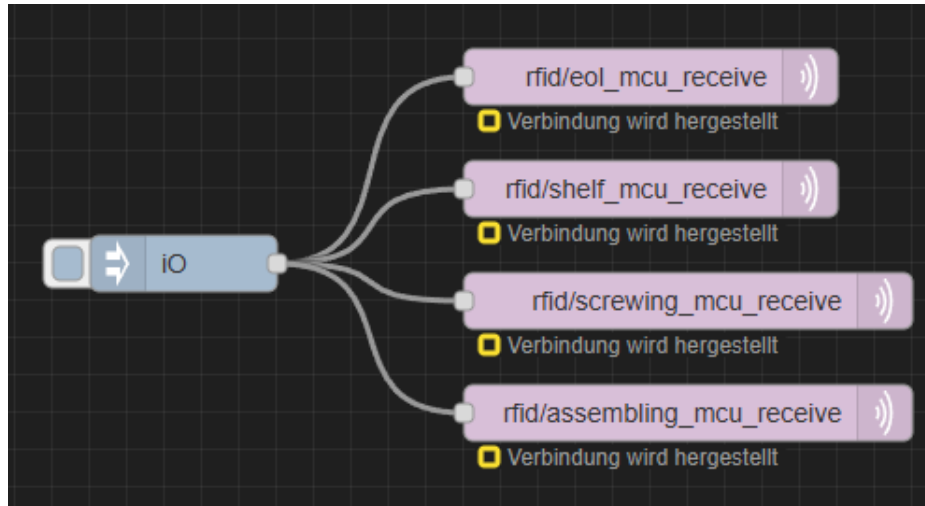 rfid/eol_mcu_receive
Verbindung wird hergestellt
rfid/shelf_mcu_receive
Verbindung wird hergestellt
iO
rfid/screwing_mcu_receive
Verbindung wird hergestellt
rfid/assembling_mcu_receive
Verbindung wird hergestellt